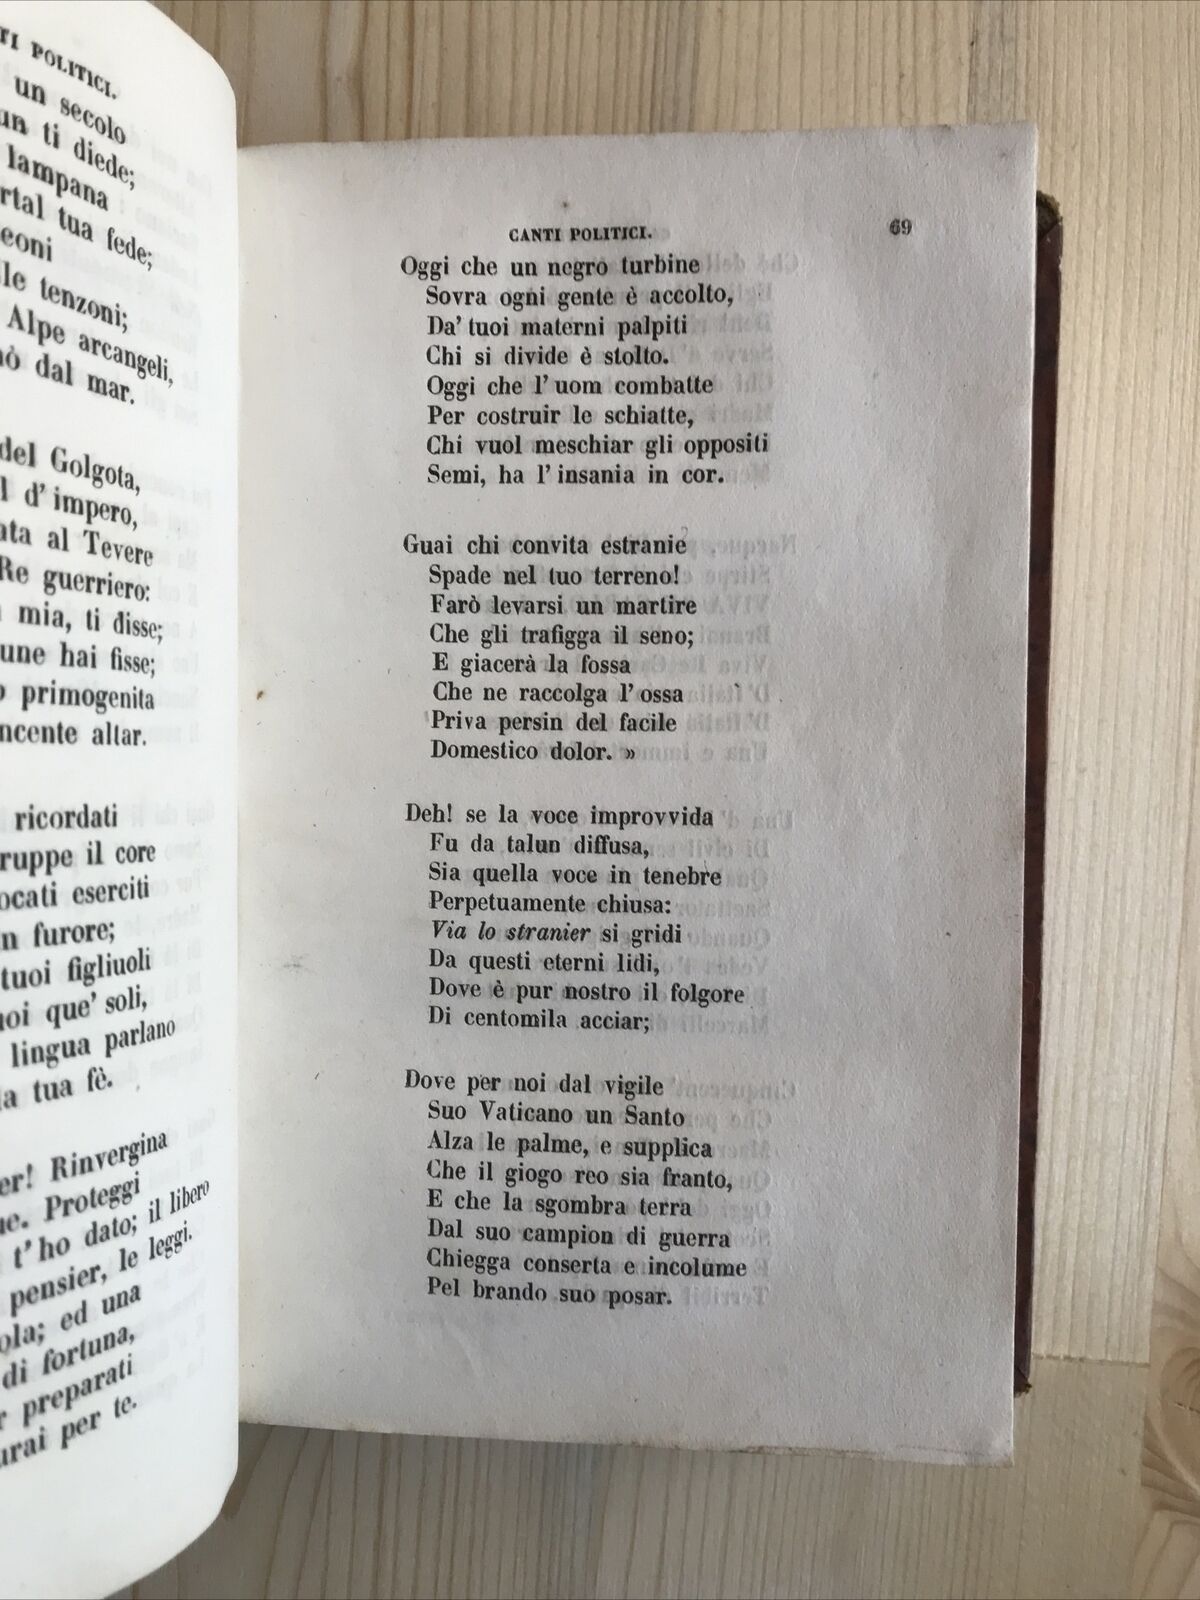 POLITICI.
un secolo
ti diede;
lampana
tua fede;
tenzoni;
Alpe arcangeli,
dal mar.
del Golgota,
d' impero,
al Tevere
Re guerriero:
mia, ti disse;
hai fisse;
primogenita
altar.
ricordati
il core
eserciti
furore;
tuoi figliuoli
que' soli,
lingua parlano
tua fè.
Rinvergina
Proteggi
t' ho dato; il libero
pensier, le leggi.
ed una
di fortuna,
preparati
per te.
CANTI POLITICI. 69
Oggi che un negro turbine
Sovra ogni gente è accolto,
Da' tuoi materni palpiti
Chi si divide è stolto.
Oggi che l' uom combatte
Per costruir le schiatte,
Chi vuol meschiar gli oppositi
Semi, ha l' insania in cor.
Guai chi convita estranie
Spade nel tuo terreno!
Farò levarsi un martire
Che gli trafigga il seno;
E giacerà la fossa
Che ne raccolga l' ossa
Priva persin del facile
Domestico dolor. »
Deh! se la voce improvvida
Fu da talun diffusa,
Sia quella voce in tenebre
Perpetuamente chiusa:
Via lo stranier si gridi
Da questi eterni lidi,
Dove è pur nostro il folgore
Di centomila acciar;
Dove per noi dal vigile
Suo Vaticano un Santo
Alza le palme, e supplica
Che il giogo reo sia franto,
E che la sgombra terra
Dal suo campion di guerra
Chiegga conserta e incolume
Pel brando suo posar.